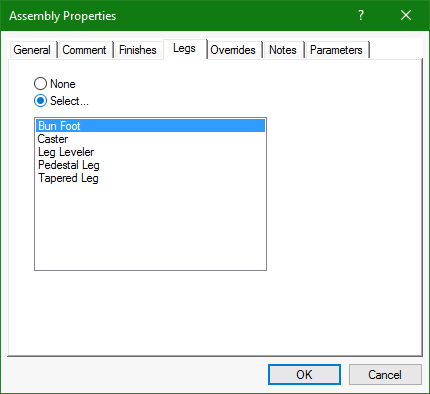 Assembly Properties ?
General Comment Finishes Legs Overrides Notes Parameters
None
Select...
Bun Foot
Caster
Leg Leveler
Pedestal Leg
Tapered Leg
OK Cancel